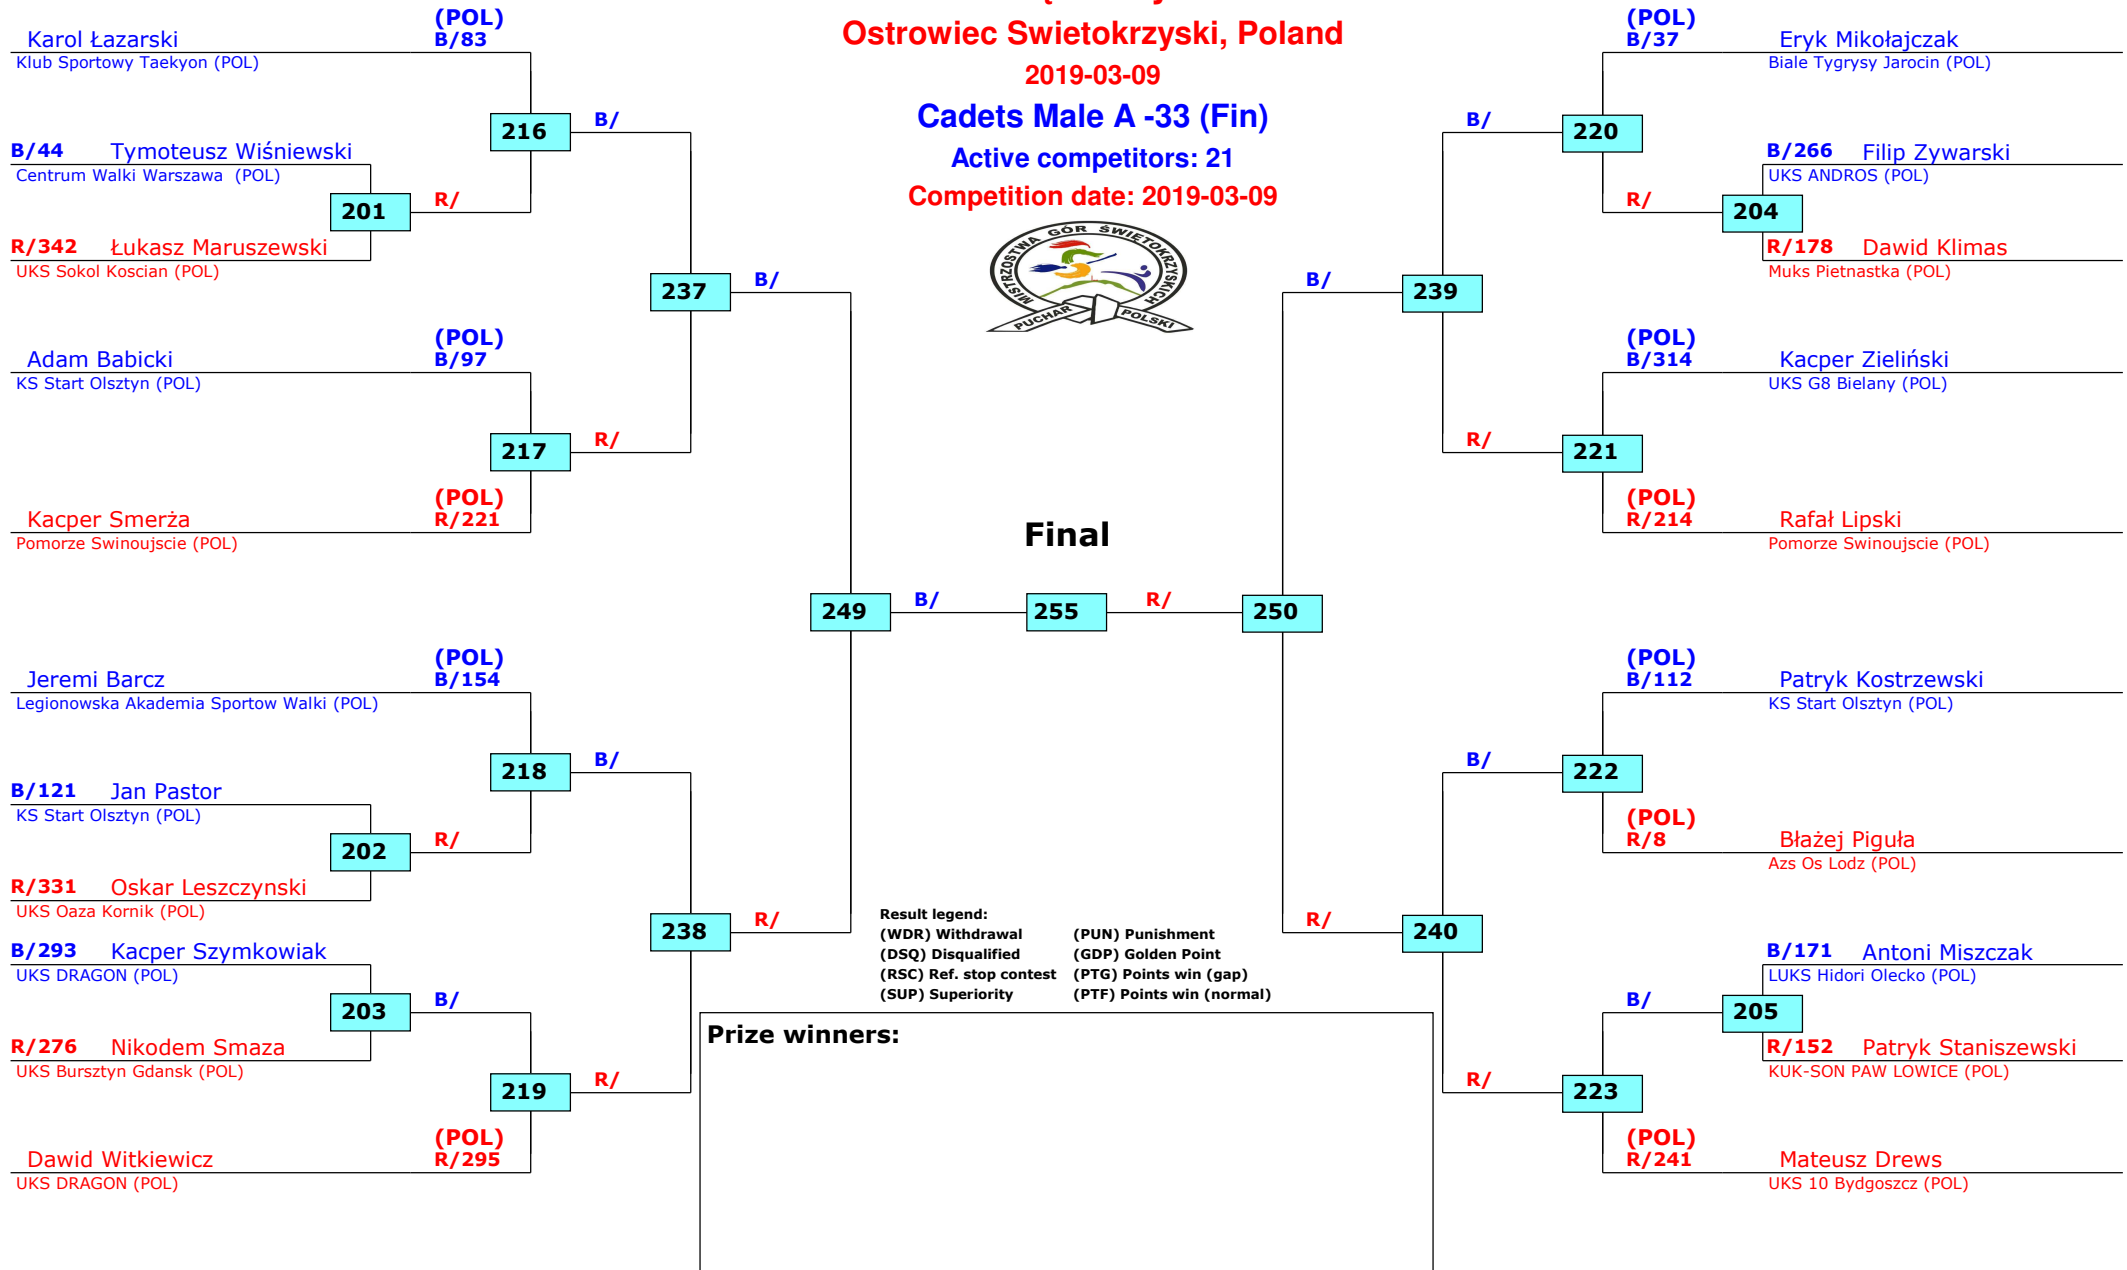 Ostrowiec Swietokrzyski, Poland
2019-03-09
Cadets Male A -33 (Fin)
Active competitors: 21
Competition date: 2019-03-09
MISTRZOSTWA GÓR ŚWIĘTOKRZYSKICH
PUCHAR POLSKI
(POL)
Karol Łazarski B/83
Klub Sportowy Taekyon (POL)
216
B/
B/44 Tymoteusz Wiśniewski
Centrum Walki Warszawa (POL)
201
R/
R/342 Łukasz Maruszewski
UKS Sokol Koscian (POL)
237
B/
(POL)
Adam Babicki B/97
KS Start Olsztyn (POL)
217
R/
(POL)
Kacper Smerża R/221
Pomorze Swinoujscie (POL)
249
B/
(POL)
Jeremi Barcz B/154
Legionowska Akademia Sportow Walki (POL)
218
B/
B/121 Jan Pastor
KS Start Olsztyn (POL)
202
R/
R/331 Oskar Leszczynski
UKS Oaza Kornik (POL)
238
R/
B/293 Kacper Szymkowiak
UKS DRAGON (POL)
203
B/
R/276 Nikodem Smaza
UKS Bursztyn Gdansk (POL)
219
R/
(POL)
Dawid Witkiewicz R/295
UKS DRAGON (POL)
Final
255
R/
250
(POL)
B/37 Eryk Mikołajczak
Biale Tygrysy Jarocin (POL)
B/
220
B/266 Filip Zywarski
UKS ANDROS (POL)
R/
204
R/178 Dawid Klimas
Muks Pietnastka (POL)
B/
239
(POL)
B/314 Kacper Zieliński
UKS G8 Bielany (POL)
R/
221
(POL)
R/214 Rafał Lipski
Pomorze Swinoujscie (POL)
(POL)
B/112 Patryk Kostrzewski
KS Start Olsztyn (POL)
B/
222
(POL)
R/8 Błażej Piguła
Azs Os Lodz (POL)
R/
240
B/171 Antoni Miszczak
LUKS Hidori Olecko (POL)
B/
205
R/152 Patryk Staniszewski
KUK-SON PAW LOWICE (POL)
R/
223
(POL)
R/241 Mateusz Drews
UKS 10 Bydgoszcz (POL)
Result legend:
(WDR) Withdrawal (PUN) Punishment
(DSQ) Disqualified (GDP) Golden Point
(RSC) Ref. stop contest (PTG) Points win (gap)
(SUP) Superiority (PTF) Points win (normal)
Prize winners: